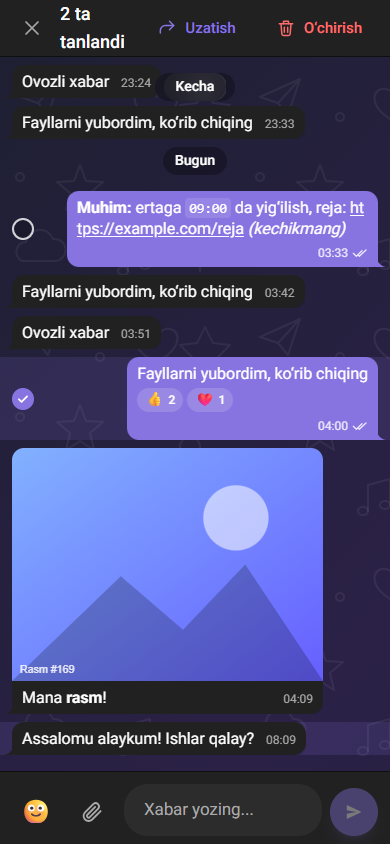 2 ta
tanlandi
Uzatish
O‘chirish
Ovozli xabar 23:24
Kecha
Fayllarni yubordim, ko‘rib chiqing 23:33
Bugun
Muhim: ertaga 09:00 da yig‘ilish, reja: ht
tps://example.com/reja (kechikmang)
03:33
Fayllarni yubordim, ko‘rib chiqing 03:42
Ovozli xabar 03:51
Fayllarni yubordim, ko‘rib chiqing
👍 2 💔 1
04:00
Rasm #169
Mana rasm! 04:09
Assalomu alaykum! Ishlar qalay? 08:09
Xabar yozing...